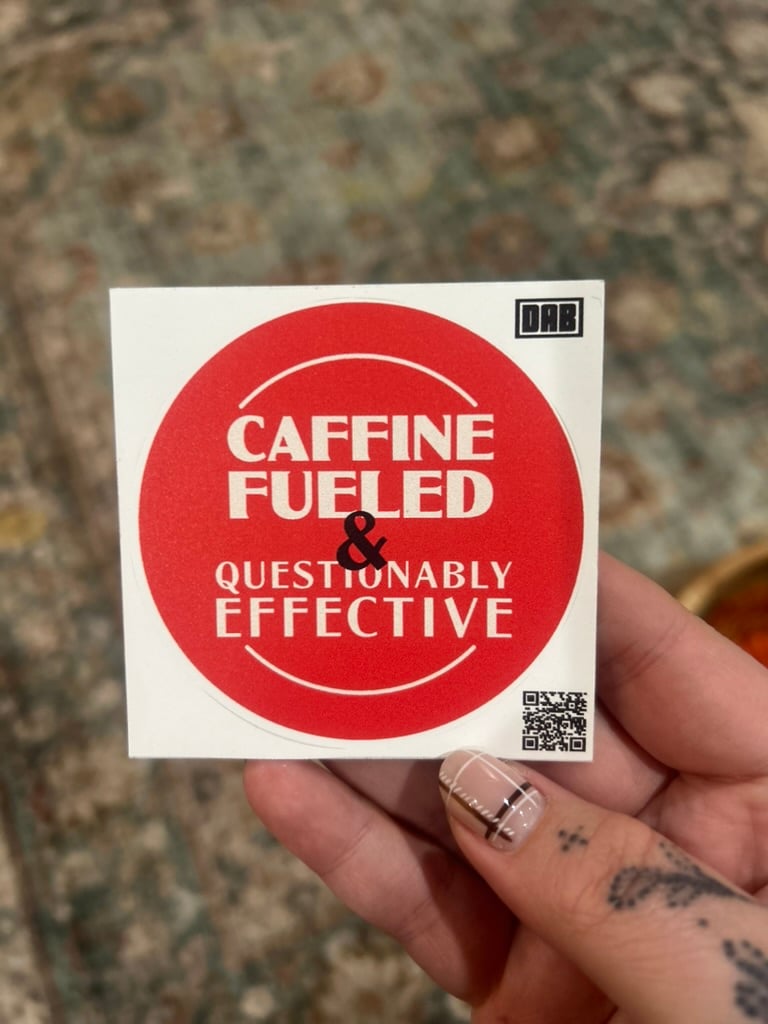 DAB
CAFFINE
FUELED
&
QUESTIONABLY
EFFECTIVE